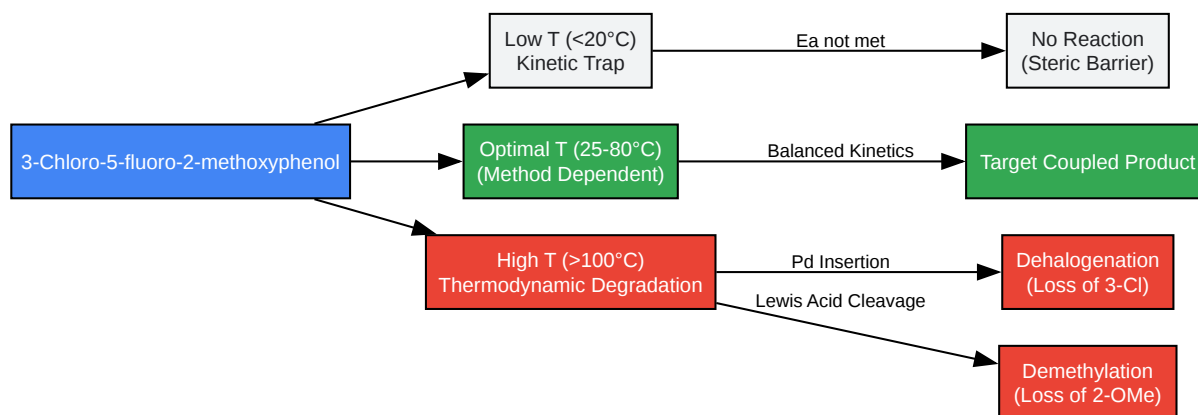 Low T (<20°C)
Kinetic Trap
Ea not met
No Reaction
(Steric Barrier)
3-Chloro-5-fluoro-2-methoxyphenol
Optimal T (25-80°C)
(Method Dependent)
Balanced Kinetics
Target Coupled Product
High T (>100°C)
Thermodynamic Degradation
Pd Insertion
Dehalogenation
(Loss of 3-Cl)
Lewis Acid Cleavage
Demethylation
(Loss of 2-OMe)